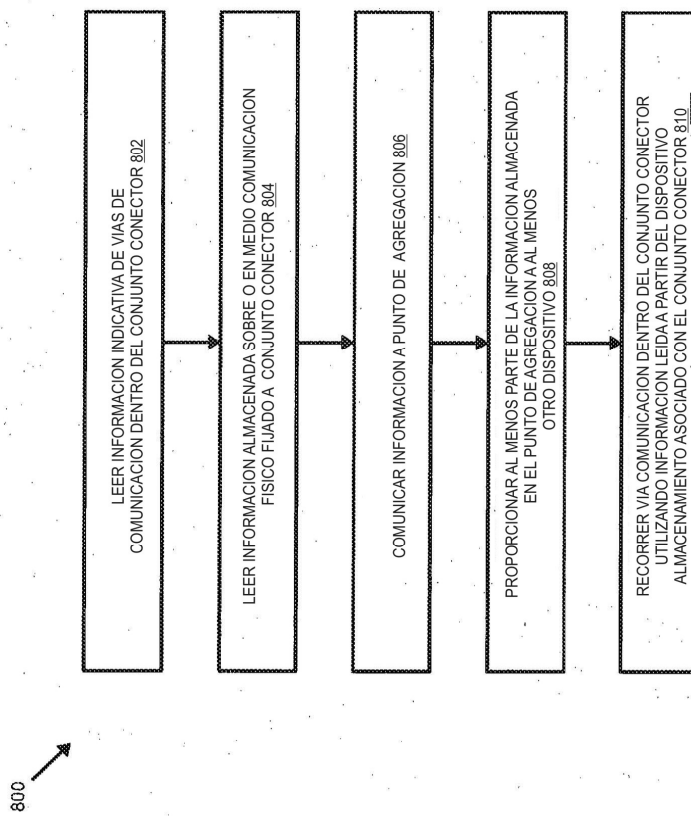 800
LEER INFORMACION INDICATIVA DE VIAS DE
COMUNICACION DENTRO DEL CONJUNTO CONECTOR 802
LEER INFORMACION ALMACENADA SOBRE O EN MEDIO COMUNICACION
FISICO FIJADO A CONJUNTO CONECTOR 804
COMUNICAR INFORMACION A PUNTO DE AGREGACION 806
PROPORCIONAR AL MENOS PARTE DE LA INFORMACION ALMACENADA
EN EL PUNTO DE AGREGACION A AL MENOS
OTRO DISPOSITIVO 808
RECORRER VIA COMUNICACION DENTRO DEL CONJUNTO CONECTOR
UTILIZANDO INFORMACION LEIDA A PARTIR DEL DISPOSITIVO
ALMACENAMIENTO ASOCIADO CON EL CONJUNTO CONECTOR 810